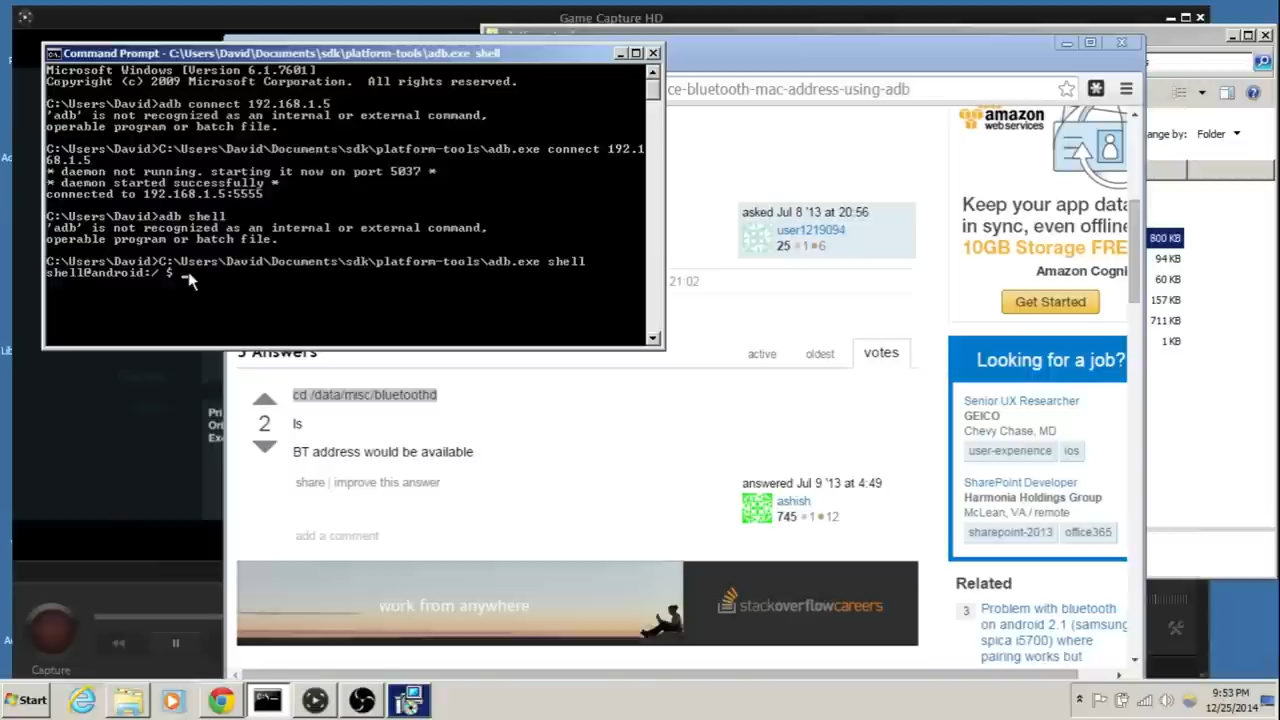 Game Capture HD
Command Prompt - C:\Users\David\Documents\sdk\platform-tools\adb.exe shell
Microsoft Windows [Version 6.1.7601]
Copyright (c) 2009 Microsoft Corporation. All rights reserved.
C:\Users\David>adb connect 192.168.1.5
'adb' is not recognized as an internal or external command,
operable program or batch file.
C:\Users\David>C:\Users\David\Documents\sdk\platform-tools\adb.exe connect 192.1
68.1.5
* daemon not running. starting it now on port 5037 *
* daemon started successfully *
connected to 192.168.1.5:5555
C:\Users\David>adb shell
'adb' is not recognized as an internal or external command,
operable program or batch file.
C:\Users\David>C:\Users\David\Documents\sdk\platform-tools\adb.exe shell
shell@android:/ $ _
ce-bluetooth-mac-address-using-adb
amazon
web services
Keep your app data
in sync, even offline
10GB Storage FREE
Amazon Cogni
Get Started
asked Jul 8 '13 at 20:56
user1219094
25 1 6
21:02
Answers
active oldest votes
2
cd /data/misc/bluetoothd
ls
BT address would be available
share improve this answer
answered Jul 9 '13 at 4:49
ashish
745 1 12
add a comment
work from anywhere
stackoverflowcareers
Looking for a job?
Senior UX Researcher
GEICO
Chevy Chase, MD
user-experience ios
SharePoint Developer
Harmonia Holdings Group
McLean, VA / remote
sharepoint-2013 office365
Related
3 Problem with bluetooth
on android 2.1 (samsung
spica i5700) where
pairing works but
ange by: Folder
800 KB
94 KB
60 KB
157 KB
711 KB
1 KB
Capture
Start
9:53 PM
12/25/2014